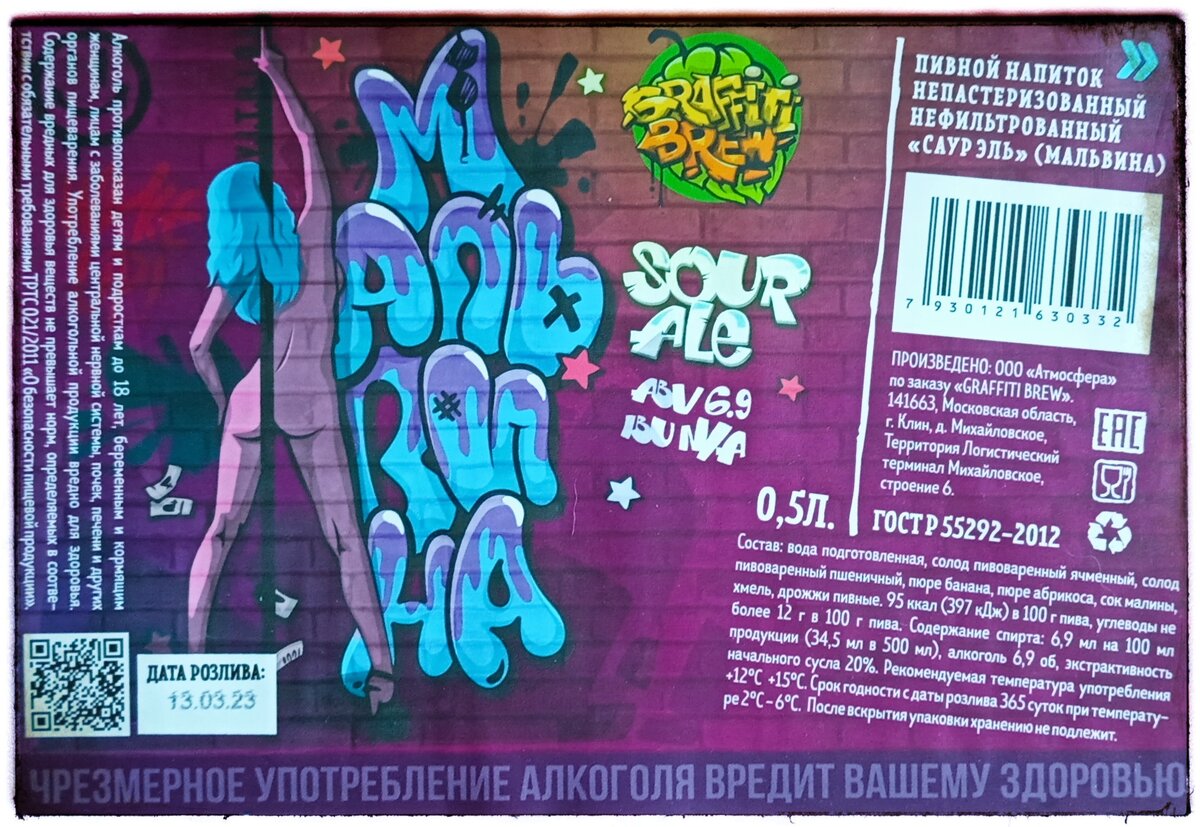 Алкоголь противопоказан детям и подросткам до 18 лет, беременным и кормящим
женщинам, лицам с заболеваниями центральной нервной системы, почек, печени и других
органов пищеварения. Употребление алкогольной продукции вредно для здоровья.
Содержание вредных для здоровья веществ не превышает норм, определяемых в соответ-
ствии с обязательными требованиями ТРТС 021/2011 «О безопасности пищевой продукции».
ДАТА РОЗЛИВА:
13.03.23
МАЛЬВИНА
GRAFFITI
BREW
SOUR
ALE
ABV 6.9
IBU N/A
0,5Л.
ПИВНОЙ НАПИТОК
НЕПАСТЕРИЗОВАННЫЙ
НЕФИЛЬТРОВАННЫЙ
«САУР ЭЛЬ» (МАЛЬВИНА)
7 930121 630332
ПРОИЗВЕДЕНО: ООО «Атмосфера»
по заказу «GRAFFITI BREW».
141663, Московская область,
г. Клин, д. Михайловское,
Территория Логистический
терминал Михайловское,
строение 6.
EAC
ГОСТ Р 55292-2012
Состав: вода подготовленная, солод пивоваренный ячменный, солод
пивоваренный пшеничный, пюре банана, пюре абрикоса, сок малины,
хмель, дрожжи пивные. 95 ккал (397 кДж) в 100 г пива, углеводы не
более 12 г в 100 г пива. Содержание спирта: 6,9 мл на 100 мл
продукции (34,5 мл в 500 мл), алкоголь 6,9 об, экстрактивность
начального сусла 20%. Рекомендуемая температура употребления
+12°С +15°С. Срок годности с даты розлива 365 суток при температу-
ре 2°С – 6°С. После вскрытия упаковки хранению не подлежит.
ЧРЕЗМЕРНОЕ УПОТРЕБЛЕНИЕ АЛКОГОЛЯ ВРЕДИТ ВАШЕМУ ЗДОРОВЬЮ